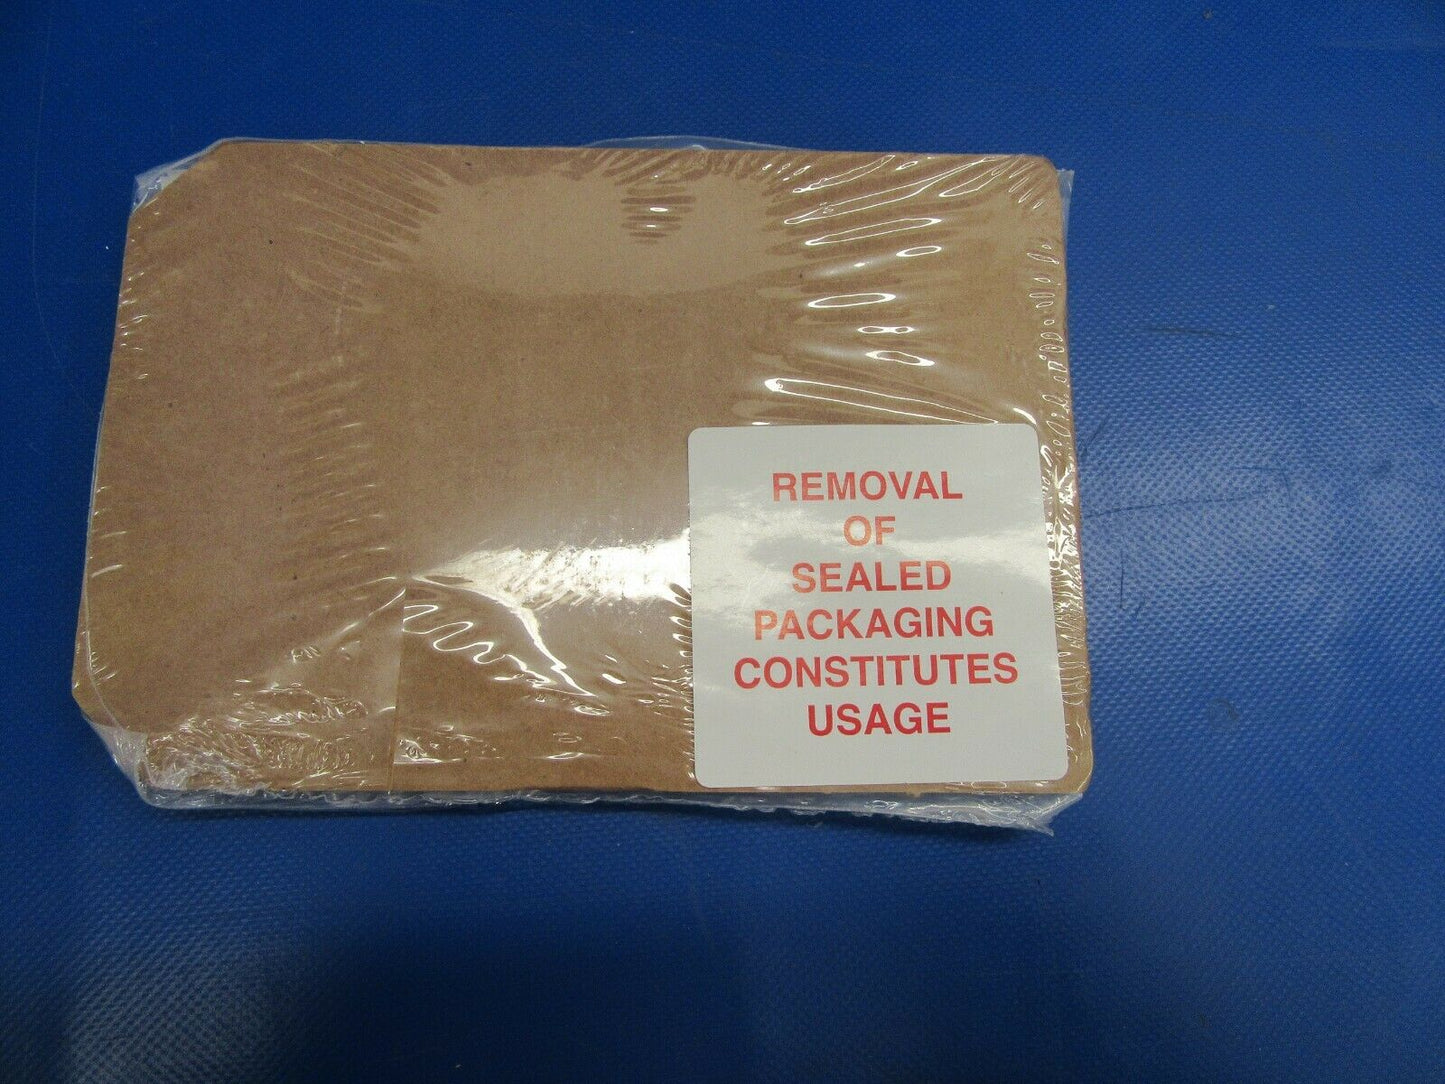 REMOVAL
OF
SEALED
PACKAGING
CONSTITUTES
USAGE